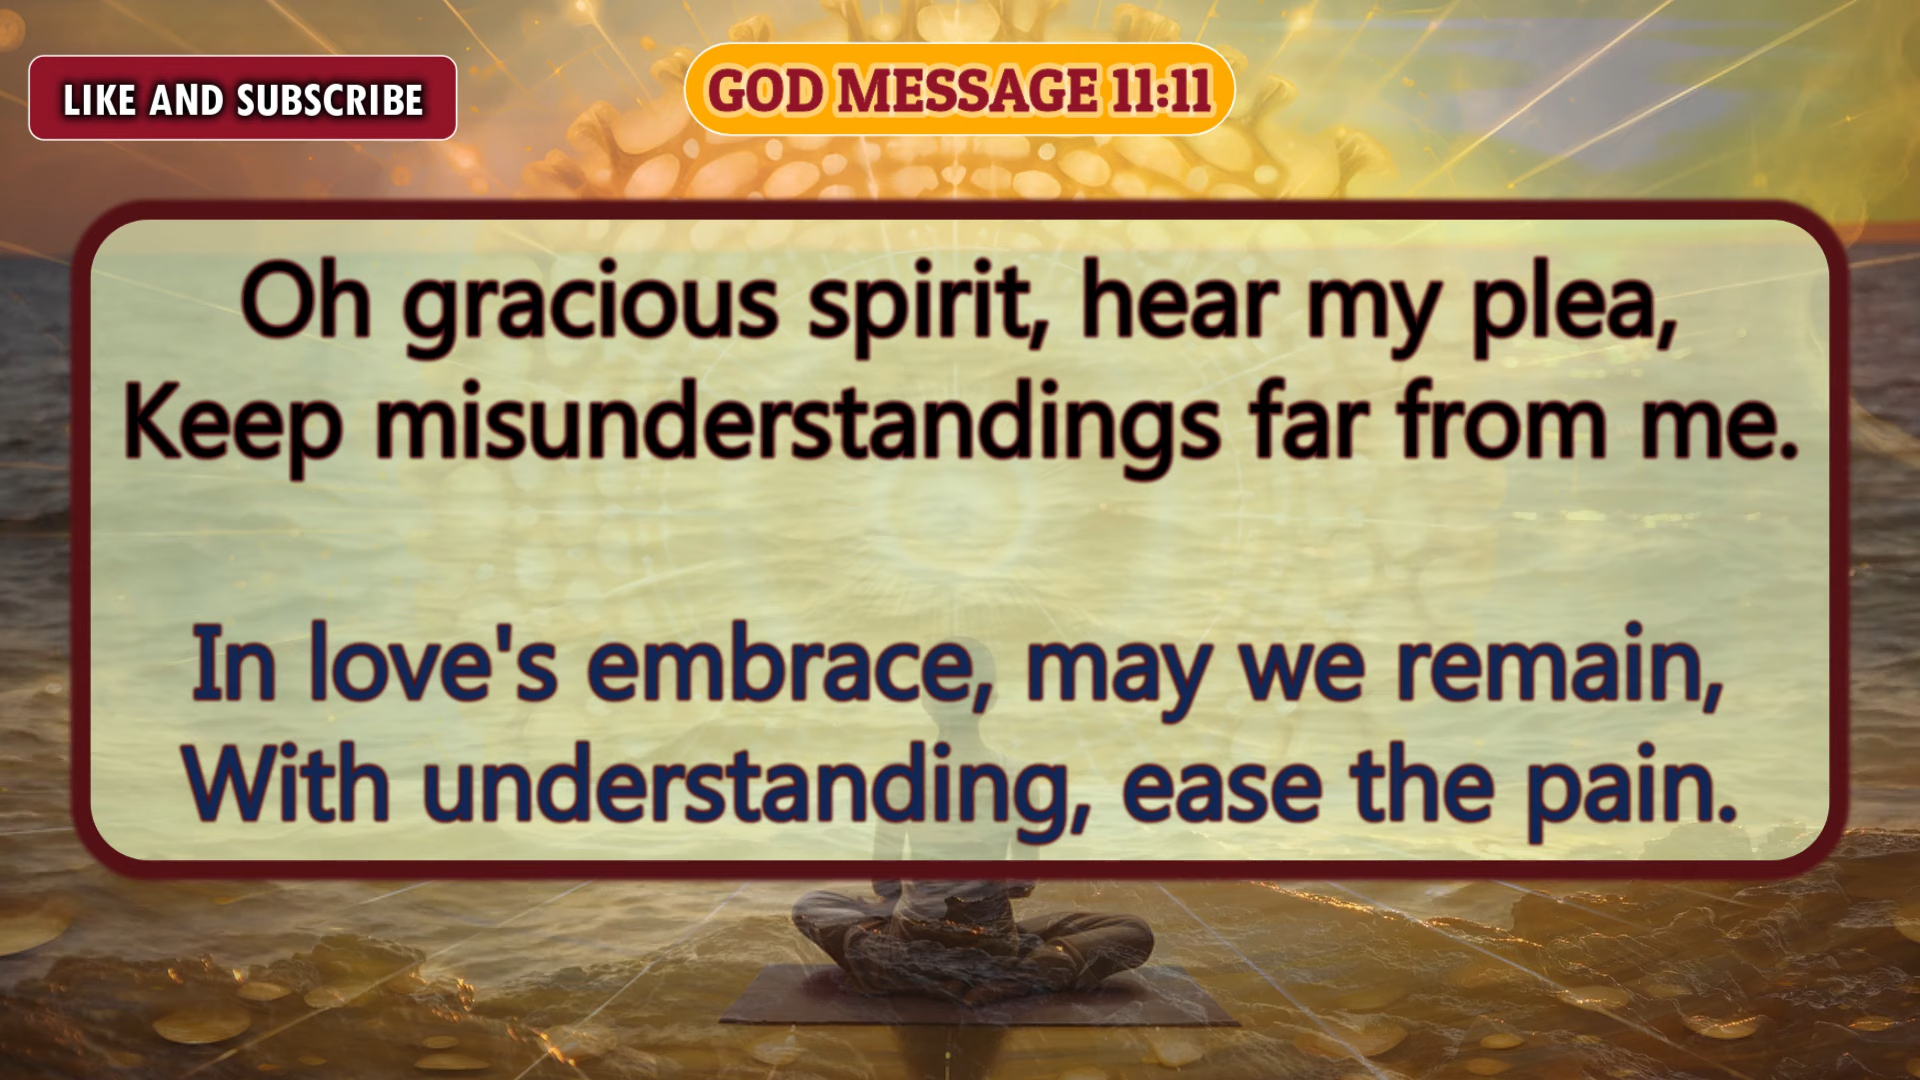 LIKE AND SUBSCRIBE
GOD MESSAGE 11:11
Oh gracious spirit, hear my plea,
Keep misunderstandings far from me.
In love's embrace, may we remain,
With understanding, ease the pain.